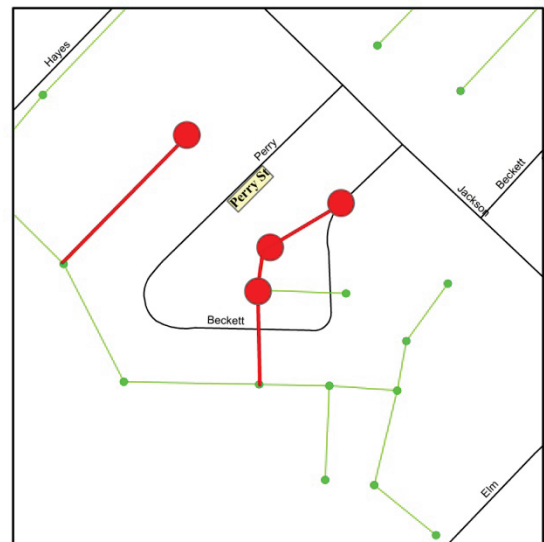 Hayes
Perry
Perry St
Beckett
Jackson
Beckett
Elm